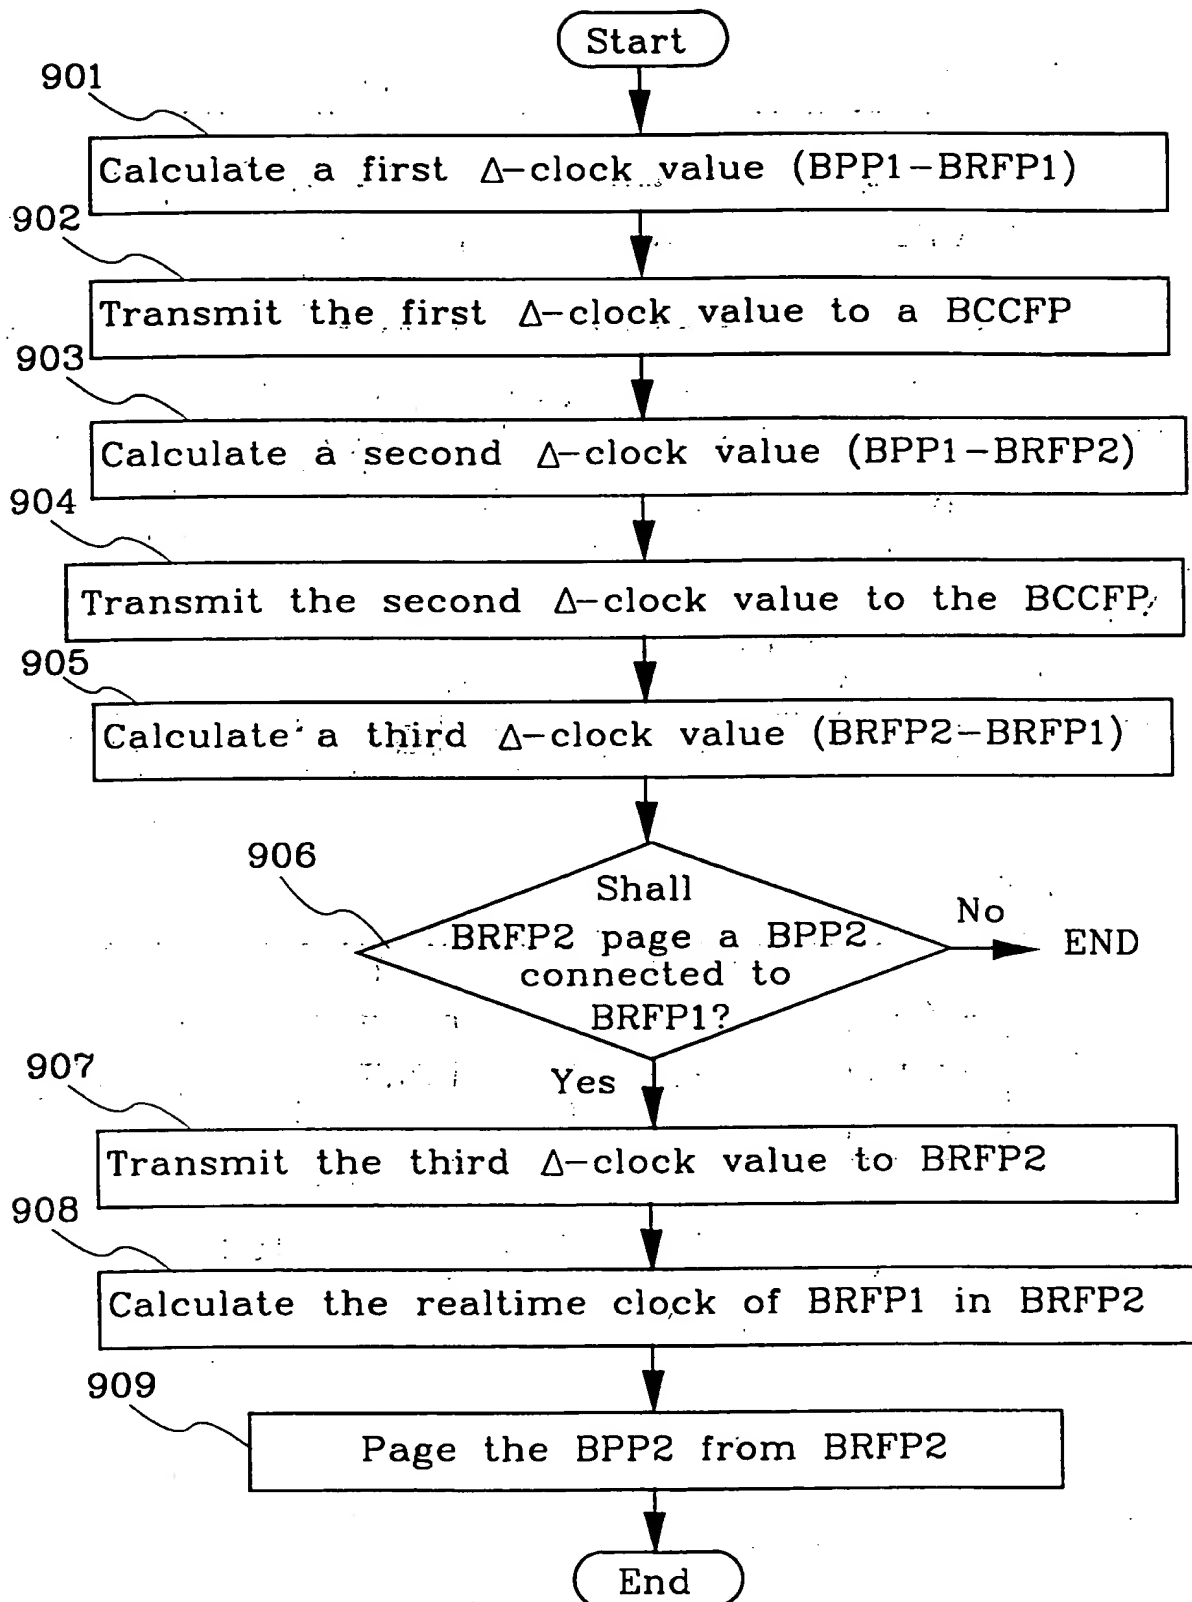 Start
901
Calculate a first Δ-clock value (BPP1-BRFP1)
902
Transmit the first Δ-clock value to a BCCFP
903
Calculate a second Δ-clock value (BPP1-BRFP2)
904
Transmit the second Δ-clock value to the BCCFP
905
Calculate a third Δ-clock value (BRFP2-BRFP1)
906
Shall
BRFP2 page a BPP2
connected to
BRFP1?
No
END
Yes
907
Transmit the third Δ-clock value to BRFP2
908
Calculate the realtime clock of BRFP1 in BRFP2
909
Page the BPP2 from BRFP2
End